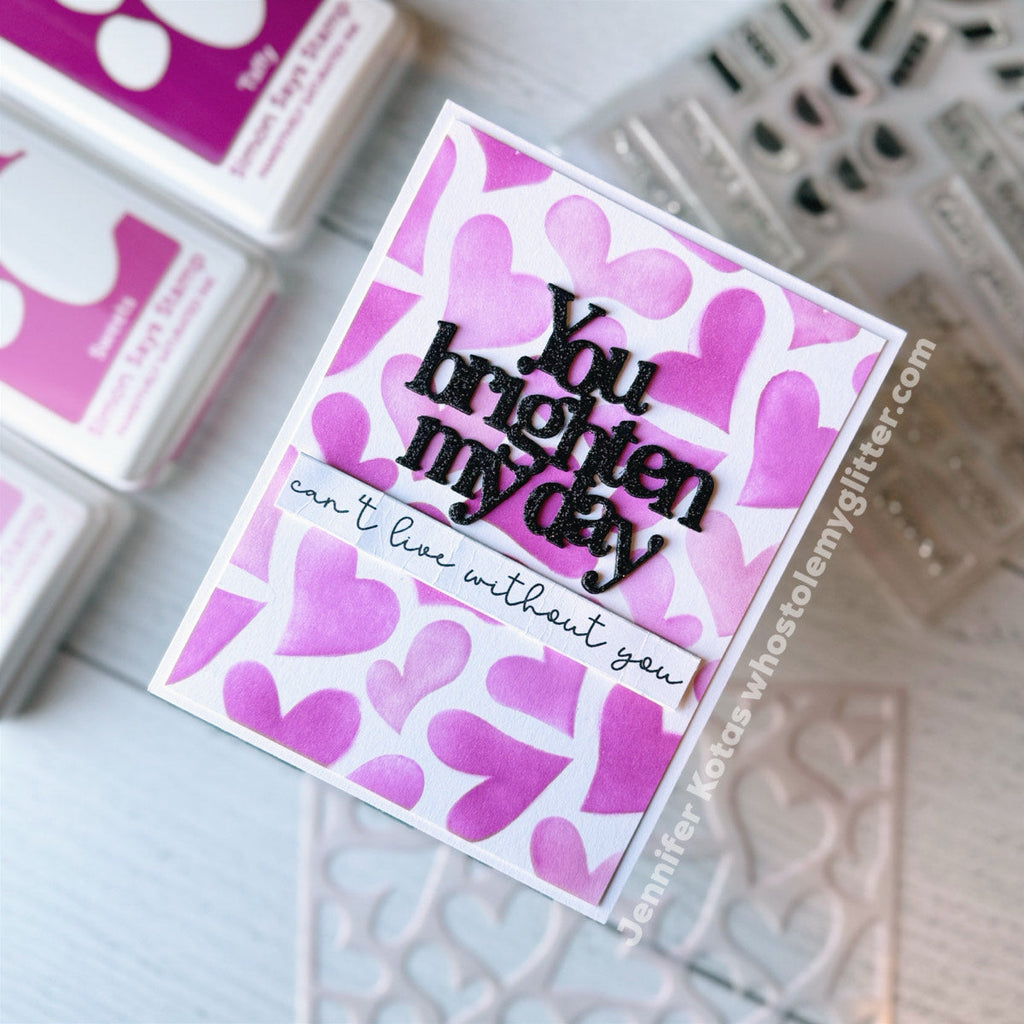 Taffy
Simon Says Stamp
Sweets
Simon Says Stamp
You
brighten
my day
can't live without you
Jennifer Kotas whostolemyglitter.com